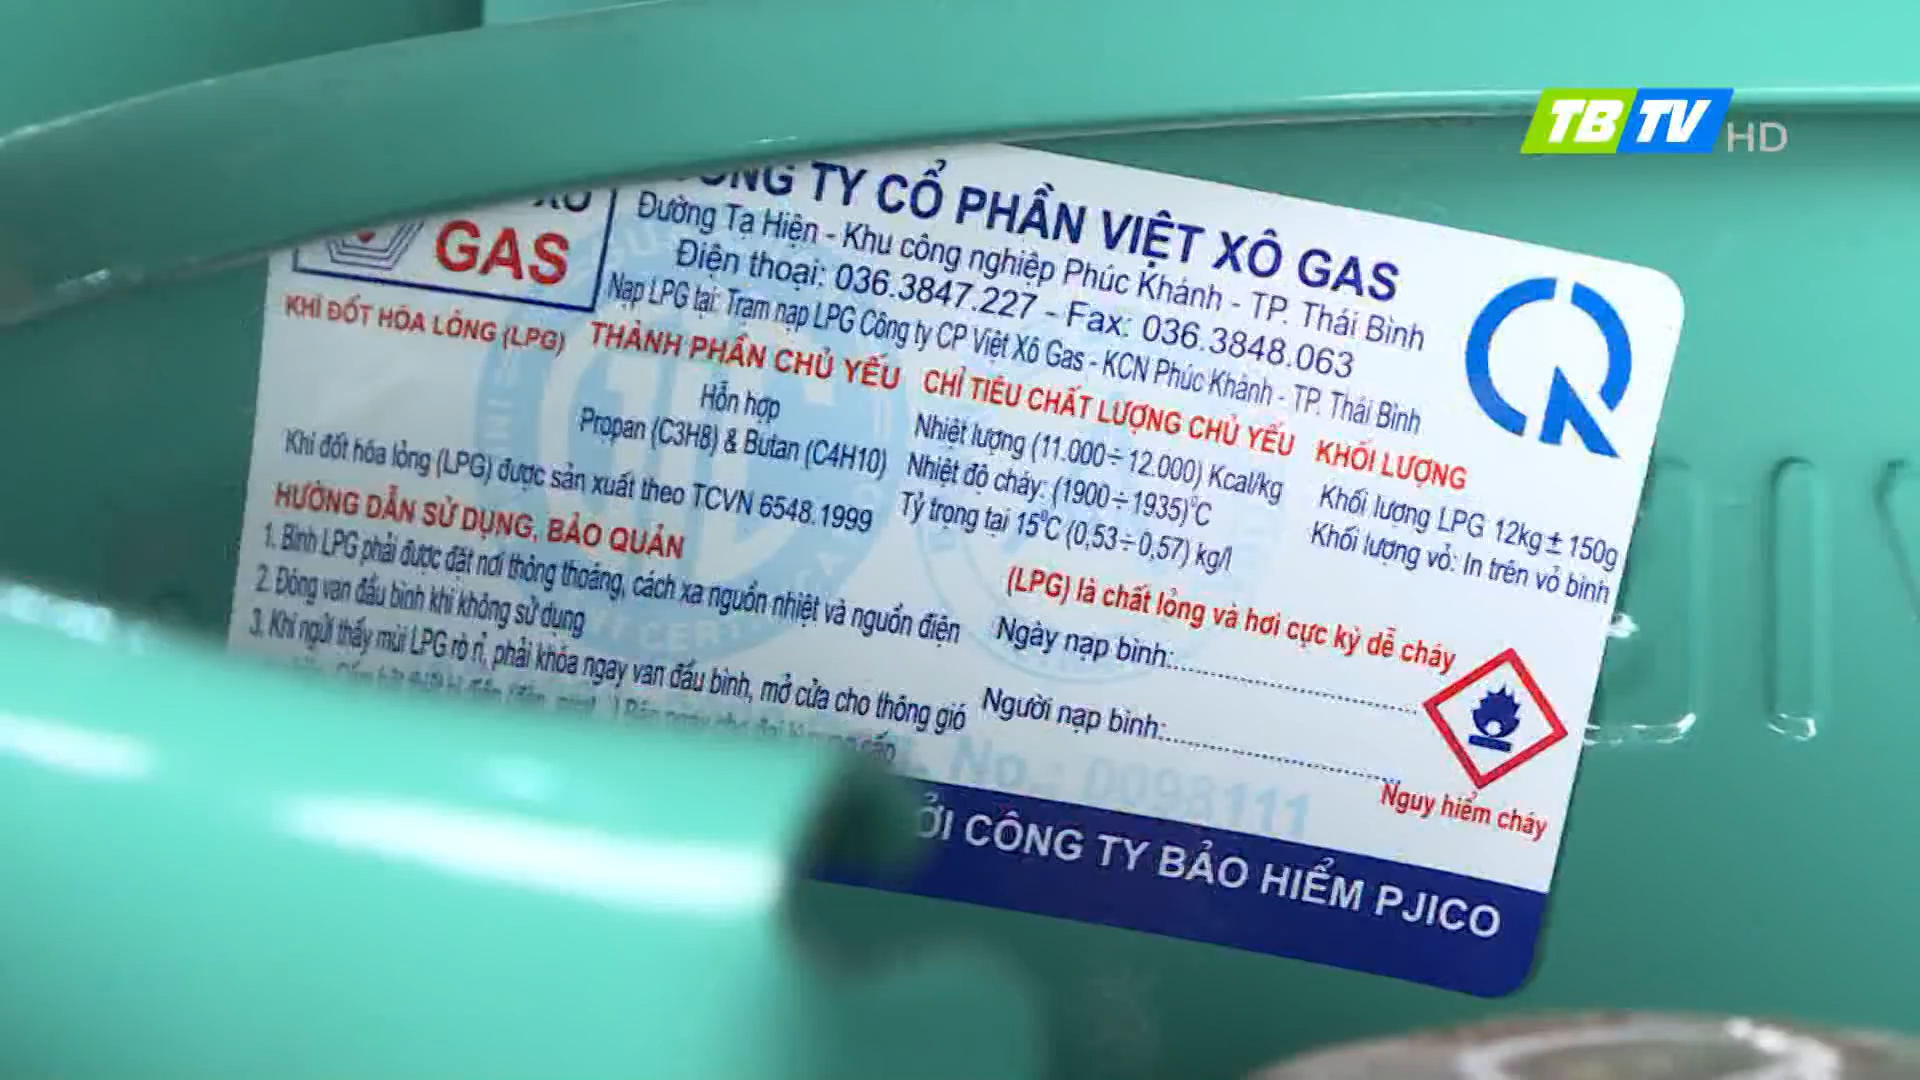 TBTV HD
CÔNG TY CỔ PHẦN VIỆT XÔ GAS
Đường Tạ Hiện - Khu công nghiệp Phúc Khánh - TP. Thái Bình
Điện thoại: 036.3847.227 - Fax: 036.3848.063
Nạp LPG tại: Trạm nạp LPG Công ty CP Việt Xô Gas - KCN Phúc Khánh - TP. Thái Bình
XÔ
GAS
KHÍ ĐỐT HÓA LỎNG (LPG)
THÀNH PHẦN CHỦ YẾU
Hỗn hợp
Propan (C3H8) & Butan (C4H10)
Khí đốt hóa lỏng (LPG) được sản xuất theo TCVN 6548.1999
CHỈ TIÊU CHẤT LƯỢNG CHỦ YẾU
Nhiệt lượng (11.000÷12.000) Kcal/kg
Nhiệt độ cháy: (1900÷1935)°C
Tỷ trọng tại 15°C (0,53÷0,57) kg/l
KHỐI LƯỢNG
Khối lượng LPG 12kg ± 150g
Khối lượng vỏ: In trên vỏ bình
HƯỚNG DẪN SỬ DỤNG, BẢO QUẢN
1. Bình LPG phải được đặt nơi thông thoáng, cách xa nguồn nhiệt và nguồn điện
2. Đóng van đầu bình khi không sử dụng
3. Khi ngửi thấy mùi LPG rò rỉ, phải khóa ngay van đầu bình, mở cửa cho thông gió
(LPG) là chất lỏng và hơi cực kỳ dễ cháy
Ngày nạp bình:
Người nạp bình:
Nguy hiểm cháy
No.: 0098111
CÔNG TY BẢO HIỂM PJICO